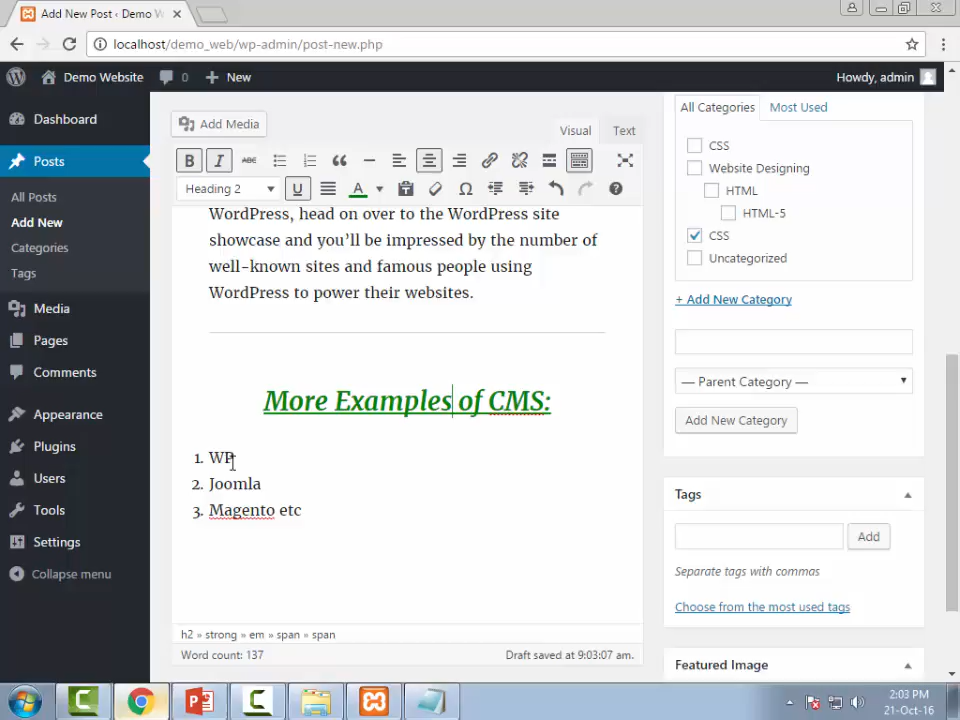 Add New Post ‹ Demo W
localhost/demo_web/wp-admin/post-new.php
Demo Website
0
New
Howdy, admin
Dashboard
Posts
All Posts
Add New
Categories
Tags
Media
Pages
Comments
Appearance
Plugins
Users
Tools
Settings
Collapse menu
Add Media
Visual
Text
B I ABC
Heading 2
U
A
WordPress, head on over to the WordPress site
showcase and you’ll be impressed by the number of
well-known sites and famous people using
WordPress to power their websites.
More Examples of CMS:
1. WP
2. Joomla
3. Magento etc
h2 » strong » em » span » span
Word count: 137
Draft saved at 9:03:07 am.
All Categories
Most Used
CSS
Website Designing
HTML
HTML-5
CSS
Uncategorized
+ Add New Category
— Parent Category —
Add New Category
Tags
Add
Separate tags with commas
Choose from the most used tags
Featured Image
2:03 PM
21-Oct-16